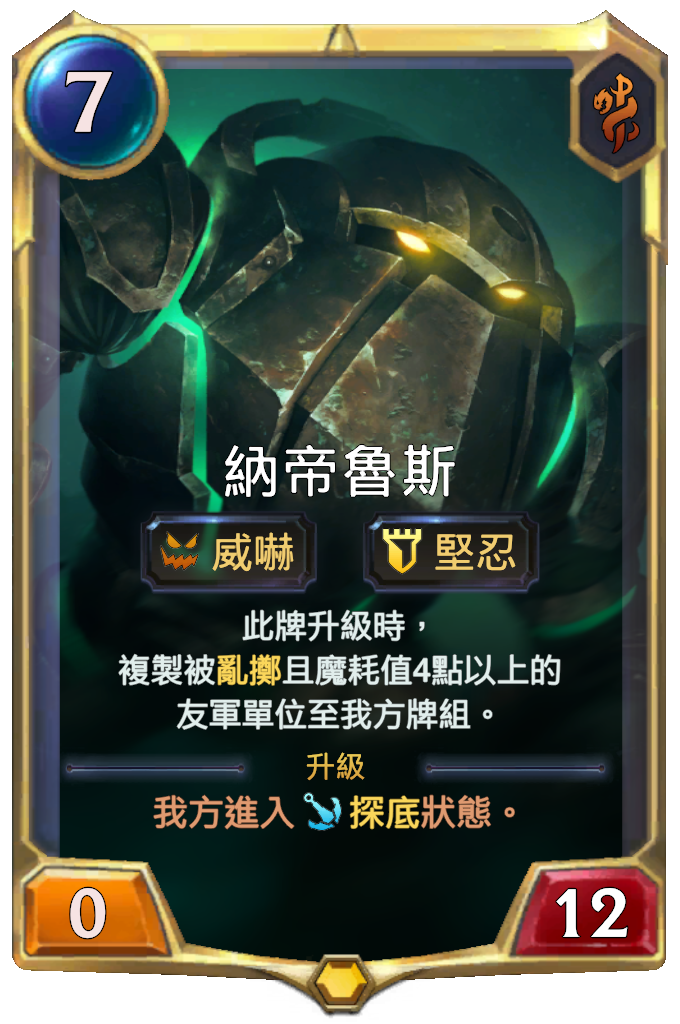 7
納帝魯斯
威嚇 堅忍
此牌升級時，
複製被亂擲且魔耗值4點以上的
友軍單位至我方牌組。
升級
我方進入 探底狀態。
0 12